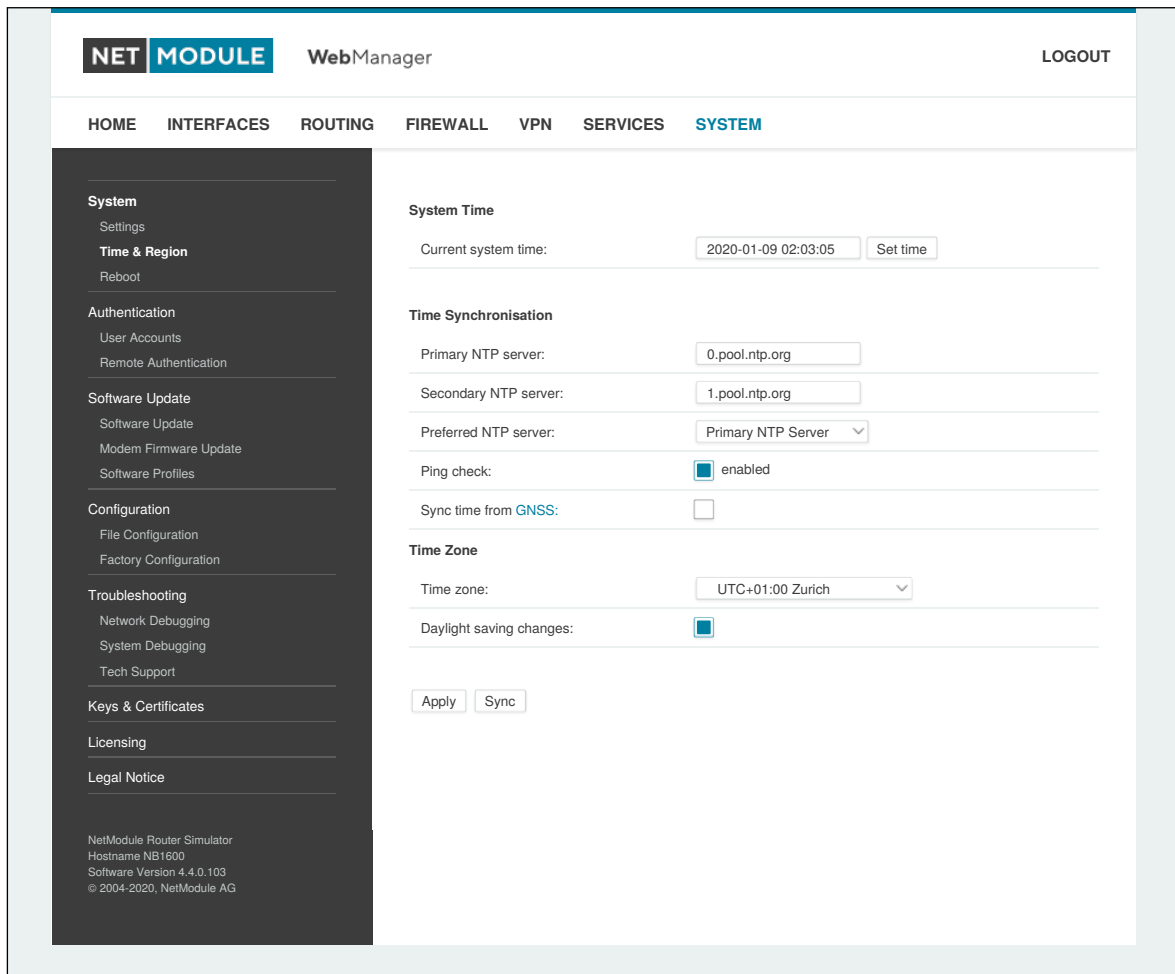 NET MODULE WebManager LOGOUT
HOME INTERFACES ROUTING FIREWALL VPN SERVICES SYSTEM
System
Settings
Time & Region
Reboot
Authentication
User Accounts
Remote Authentication
Software Update
Software Update
Modem Firmware Update
Software Profiles
Configuration
File Configuration
Factory Configuration
Troubleshooting
Network Debugging
System Debugging
Tech Support
Keys & Certificates
Licensing
Legal Notice
NetModule Router Simulator
Hostname NB1600
Software Version 4.4.0.103
© 2004-2020, NetModule AG
System Time
Current system time: 2020-01-09 02:03:05 Set time
Time Synchronisation
Primary NTP server: 0.pool.ntp.org
Secondary NTP server: 1.pool.ntp.org
Preferred NTP server: Primary NTP Server
Ping check: enabled
Sync time from GNSS:
Time Zone
Time zone: UTC+01:00 Zurich
Daylight saving changes:
Apply Sync